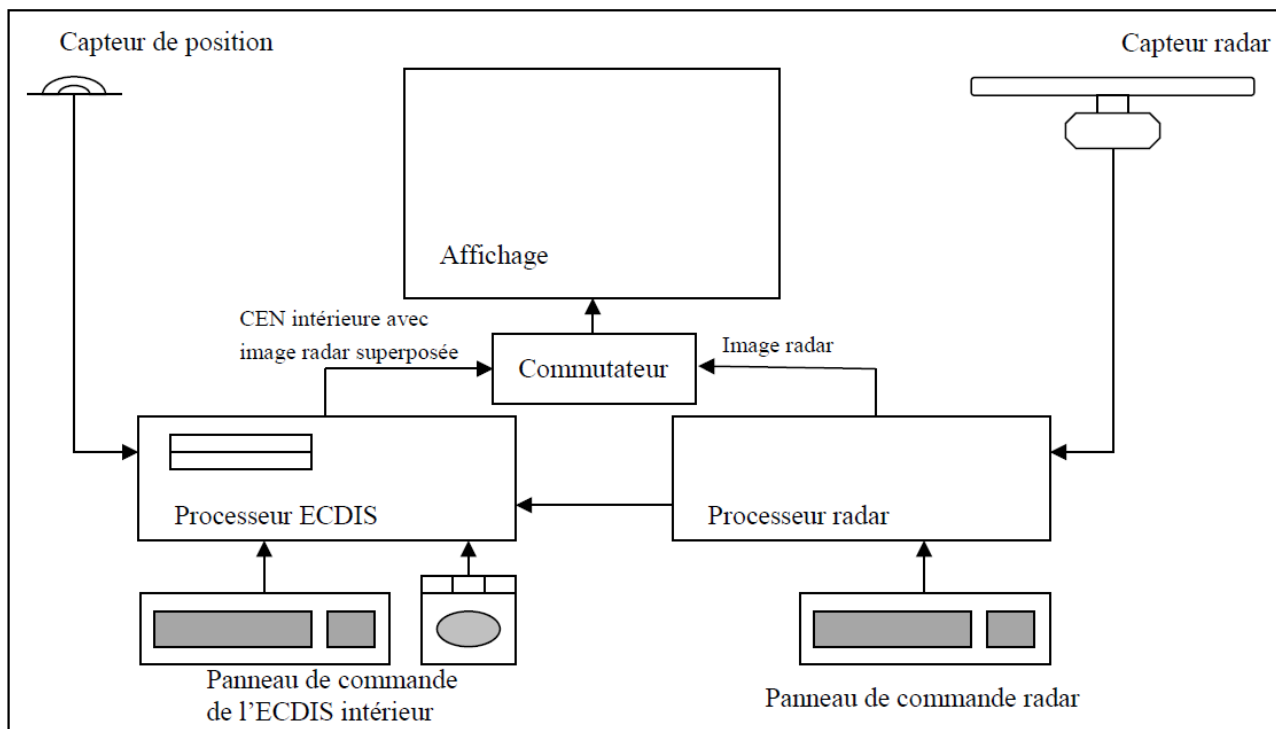 Capteur de position
Capteur radar
Affichage
CEN intérieure avec
image radar superposée
Commutateur
Image radar
Processeur ECDIS
Processeur radar
Panneau de commande
de l’ECDIS intérieur
Panneau de commande radar